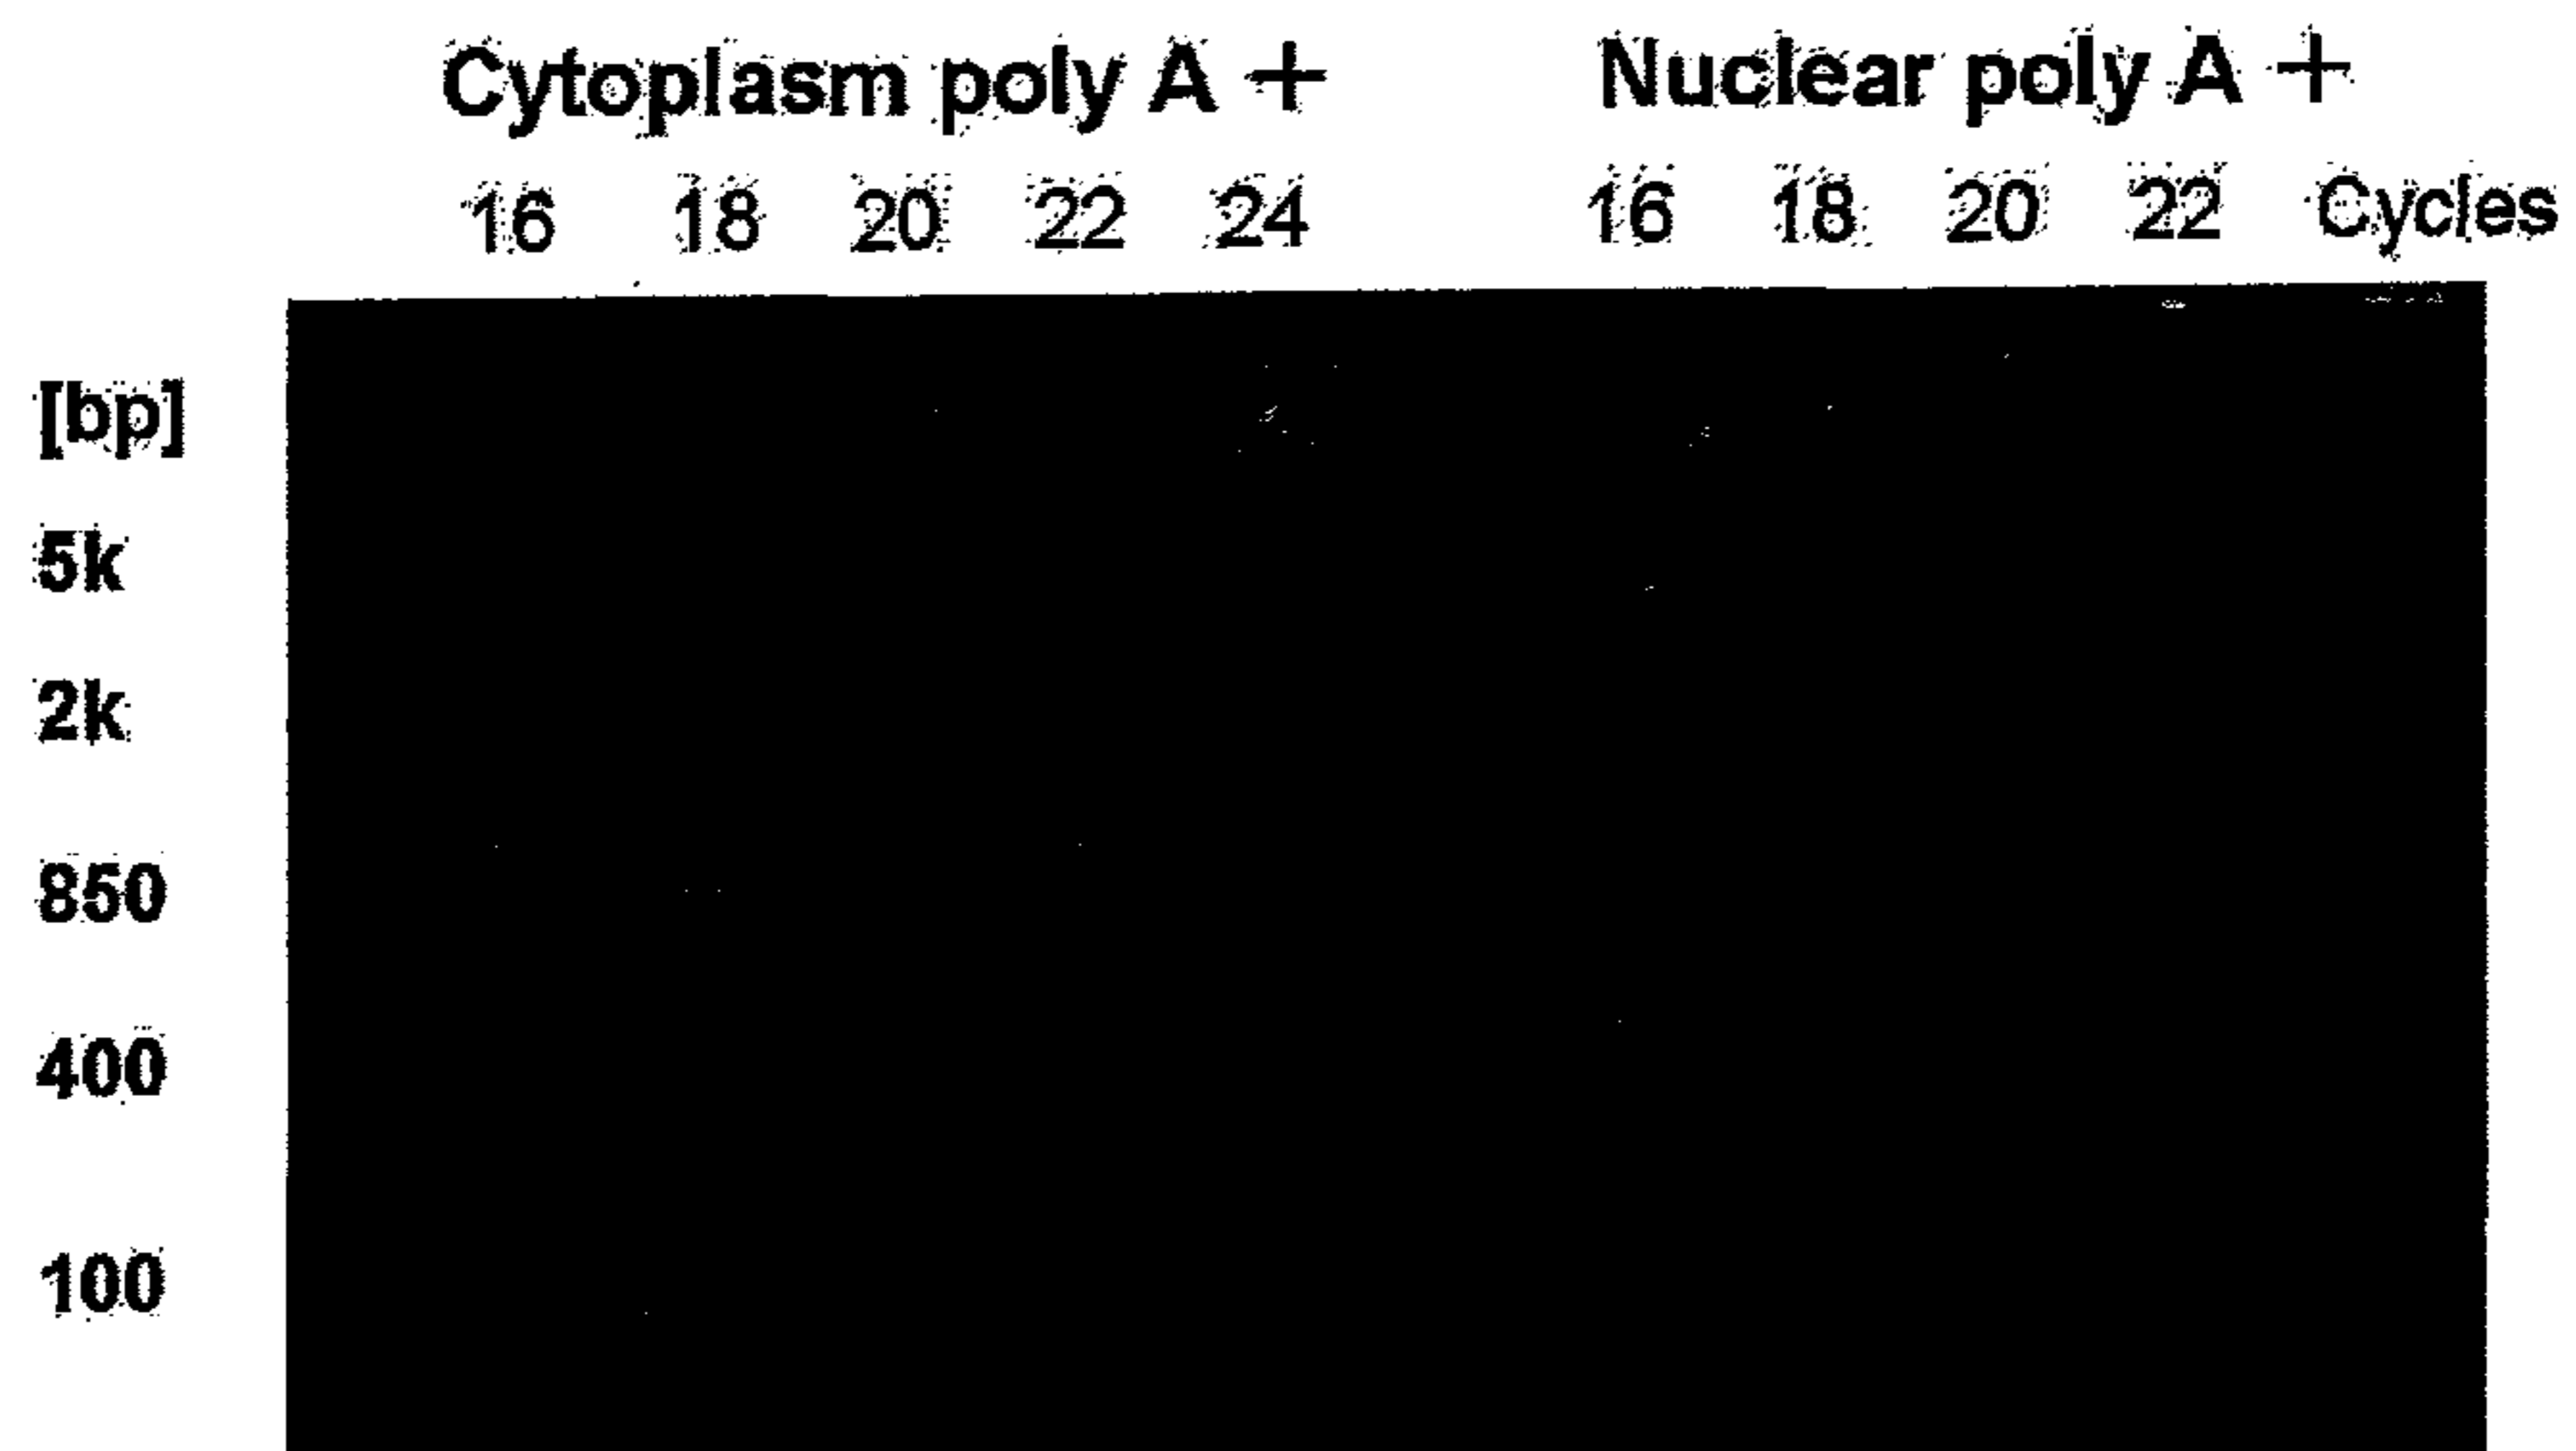 Cytoplasm poly A + Nuclear poly A +
16 18 20 22 24 16 18 20 22 Cycles
[bp]
5k
2k
850
400
100